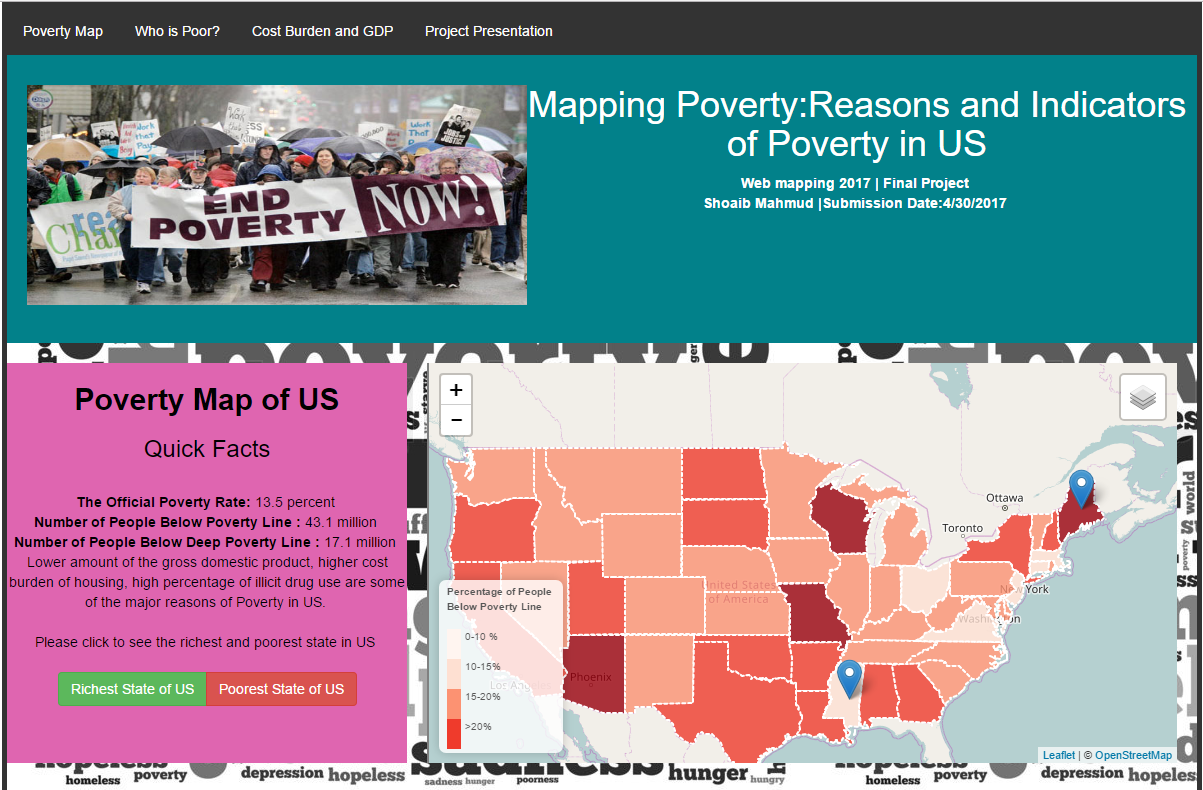 Poverty Map
Who is Poor?
Cost Burden and GDP
Project Presentation
END
POVERTY
NOW!
Mapping Poverty:Reasons and Indicators
of Poverty in US
Web mapping 2017 | Final Project
Shoaib Mahmud |Submission Date:4/30/2017
Poverty Map of US
Quick Facts
The Official Poverty Rate: 13.5 percent
Number of People Below Poverty Line : 43.1 million
Number of People Below Deep Poverty Line : 17.1 million
Lower amount of the gross domestic product, higher cost
burden of housing, high percentage of illicit drug use are some
of the major reasons of Poverty in US.
Please click to see the richest and poorest state in US
Richest State of US
Poorest State of US
+
−
Ottawa
Toronto
New York
Washington
United States
of America
Phoenix
Los Angeles
Percentage of People
Below Poverty Line
0-10 %
10-15%
15-20%
>20%
Leaflet | © OpenStreetMap
homeless
poverty
depression
hopeless
sadness
hunger
poorness
sadness
hunger
hungry
hopeless
homeless
poverty
depression
hopeless
poverty
world